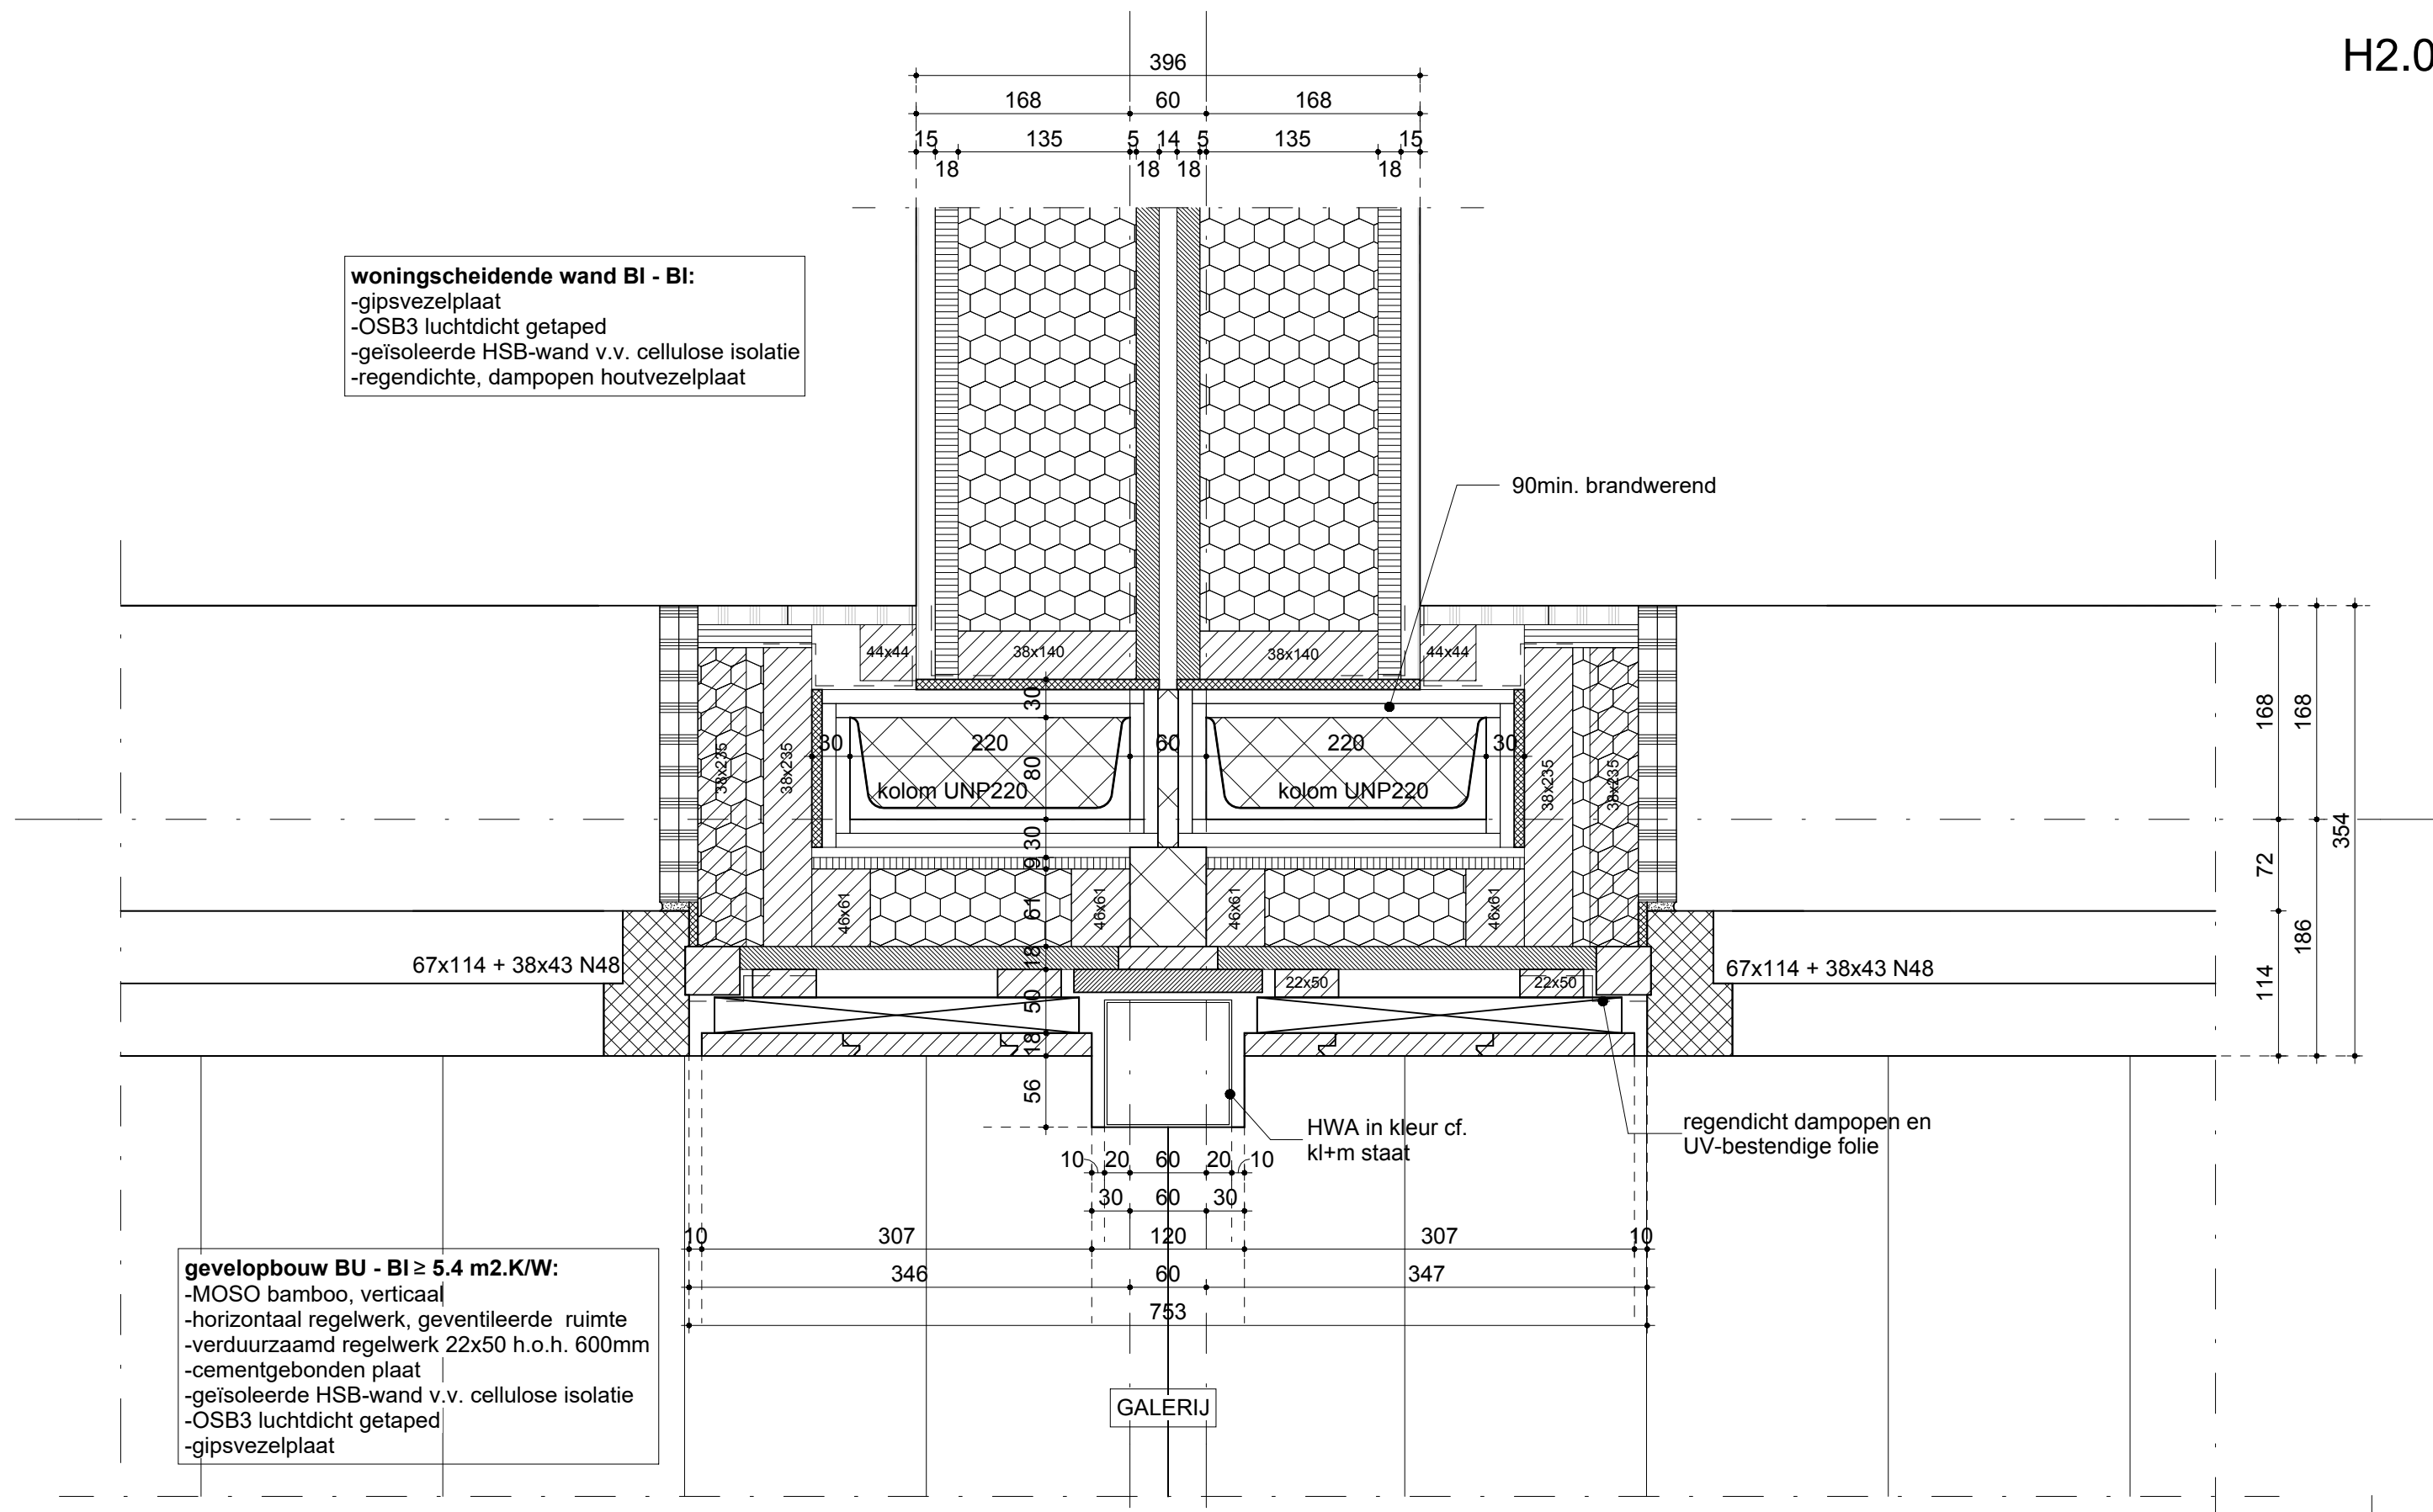 H2.0
396
168 60 168
15 135 5 14 5 135 15
18 18 18 18
woningscheidende wand BI - BI:
-gipsvezelplaat
-OSB3 luchtdicht getaped
-geïsoleerde HSB-wand v.v. cellulose isolatie
-regendichte, dampopen houtvezelplaat
90min. brandwerend
44x44 38x140 38x140 44x44
30
30 220 60 220 30
80
kolom UNP220 kolom UNP220
38x235 38x235 38x235 38x235
30
9
61
46x61 46x61 46x61 46x61
18
67x114 + 38x43 N48 67x114 + 38x43 N48
22x50 22x50
50
18
56
168 168
354
72
186
114
HWA in kleur cf.
kl+m staat
regendicht dampopen en
UV-bestendige folie
10 20 60 20 10
30 60 30
10 307 120 307 10
346 60 347
753
GALERIJ
gevelopbouw BU - BI ≥ 5.4 m2.K/W:
-MOSO bamboo, verticaal
-horizontaal regelwerk, geventileerde ruimte
-verduurzaamd regelwerk 22x50 h.o.h. 600mm
-cementgebonden plaat
-geïsoleerde HSB-wand v.v. cellulose isolatie
-OSB3 luchtdicht getaped
-gipsvezelplaat